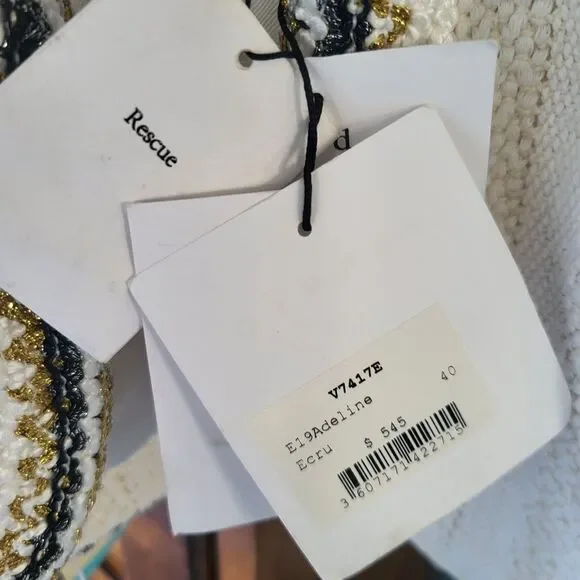 Rescue
d
V7417E
E19Adeline 40
Ecru $ 545
3607171422715